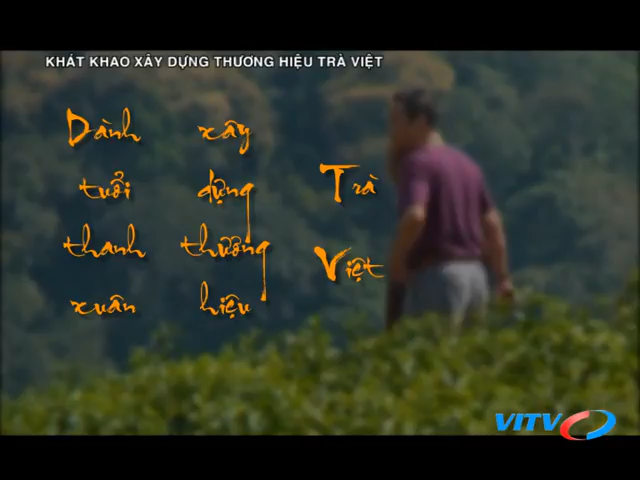 KHÁT KHAO XÂY DỰNG THƯƠNG HIỆU TRÀ VIỆT
Dành
tuổi
thanh
xuân
xây
dựng
thương
hiệu
Trà
Việt
VITV